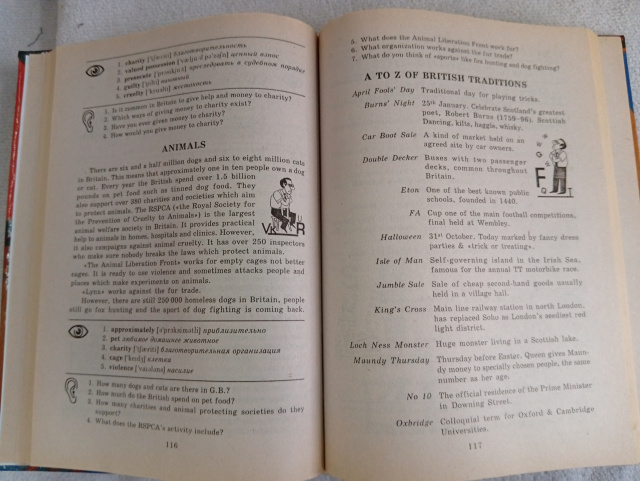 1. charity ['tʃærɪti] благотворительность
2. valued possession ценный взнос
3. prosecute преследовать в судебном порядке
4. guilty виновный
5. cruelty жестокость
1. Is it common in Britain to give help and money to charity?
2. Which ways of giving money to charity exist?
3. Have you ever given money to charity?
4. How would you give money to charity?
ANIMALS
There are six and a half million dogs and six to eight million cats
in Britain. This means that approximately one in ten people own a dog
or cat. Every year the British spend over 1.5 billion
pounds on pet food such as tinned dog food. They
also support over 380 charities and societies which aim
to protect animals. The RSPCA («The Royal Society for
the Prevention of Cruelty to Animals») is the largest
animal welfare society in Britain. It provides practical
help to animals in homes, hospitals and clinics. However,
it also campaigns against animal cruelty. It has over 250 inspectors
who make sure nobody breaks the laws which protect animals.
«The Animal Liberation Front» works for empty cages not better
cages. It is ready to use violence and sometimes attacks people and
places which make experiments on animals.
«Lynx» works against the fur trade.
However, there are still 250 000 homeless dogs in Britain, people
still go fox hunting and the sport of dog fighting is coming back.
1. approximately приблизительно
2. pet любимое домашнее животное
3. charity ['tʃærɪti] благотворительная организация
4. cage [keɪdʒ] клетка
5. violence ['vaɪələns] насилие
1. How many dogs and cats are there in G.B.?
2. How much do the British spend on pet food?
3. How many charities and animal protecting societies do they
support?
4. What does the RSPCA's activity include?
116
5. What does the Animal Liberation Front work for?
6. What organization works against the fur trade?
7. What do you think of «sports» like fox hunting and dog fighting?
A TO Z OF BRITISH TRADITIONS
April Fools' Day Traditional day for playing tricks.
Burns' Night 25th January. Celebrate Scotland's greatest
poet, Robert Burns (1759–96). Scottish
Dancing, kilts, haggis, whisky.
Car Boot Sale A kind of market held on an
agreed site by car owners.
Double Decker Buses with two passenger
decks, common throughout
Britain.
Eton One of the best known public
schools, founded in 1440.
FA Cup one of the main football competitions,
final held at Wembley.
Halloween 31st October. Today marked by fancy dress
parties & «trick or treating».
Isle of Man Self-governing island in the Irish Sea,
famous for the annual TT motorbike race.
Jumble Sale Sale of cheap second-hand goods usually
held in a village hall.
King's Cross Main line railway station in north London,
has replaced Soho as London's seediest red
light district.
Loch Ness Monster Huge monster living in a Scottish lake.
Maundy Thursday Thursday before Easter. Queen gives Maun-
dy money to specially chosen people, the same
number as her age.
No 10 The official residence of the Prime Minister
in Downing Street.
Oxbridge Colloquial term for Oxford & Cambridge
Universities.
117